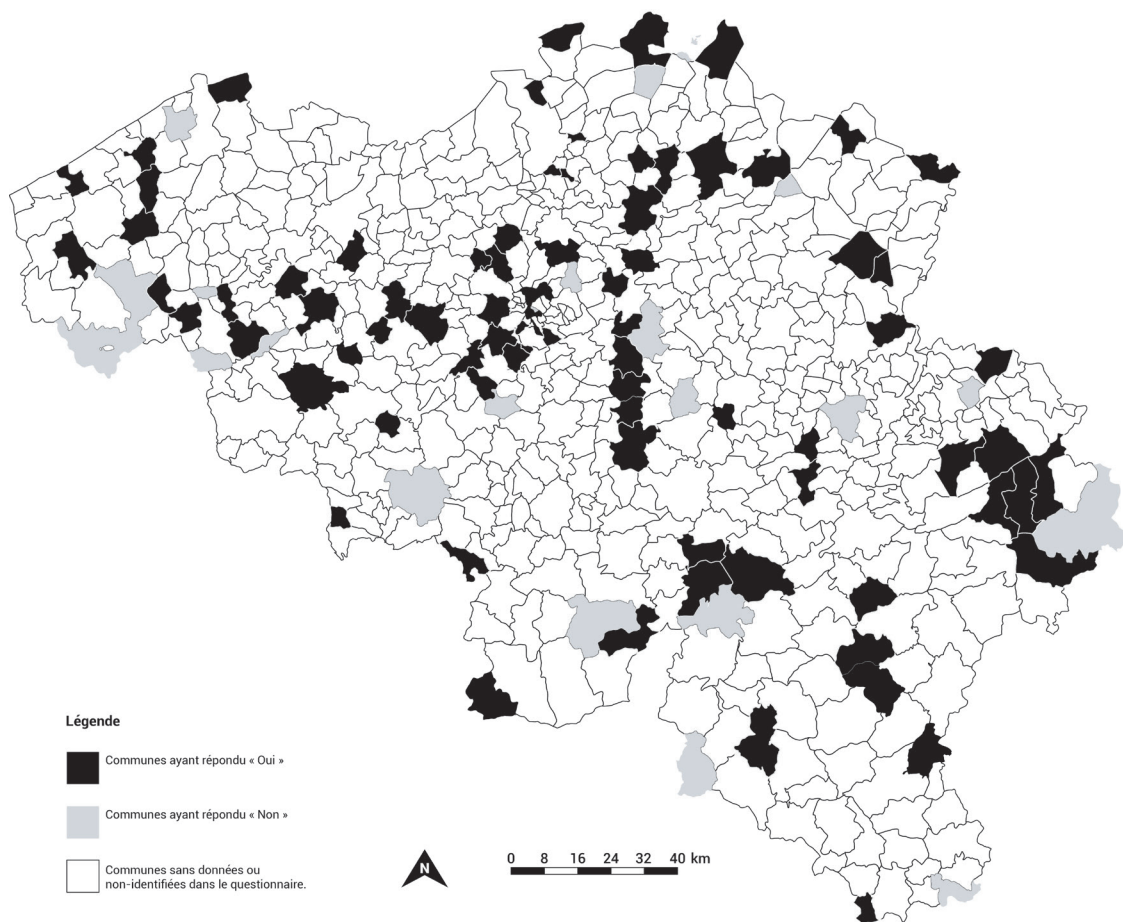 Légende
Communes ayant répondu « Oui »
Communes ayant répondu « Non »
Communes sans données ou
non-identifiées dans le questionnaire.
N
0 8 16 24 32 40 km